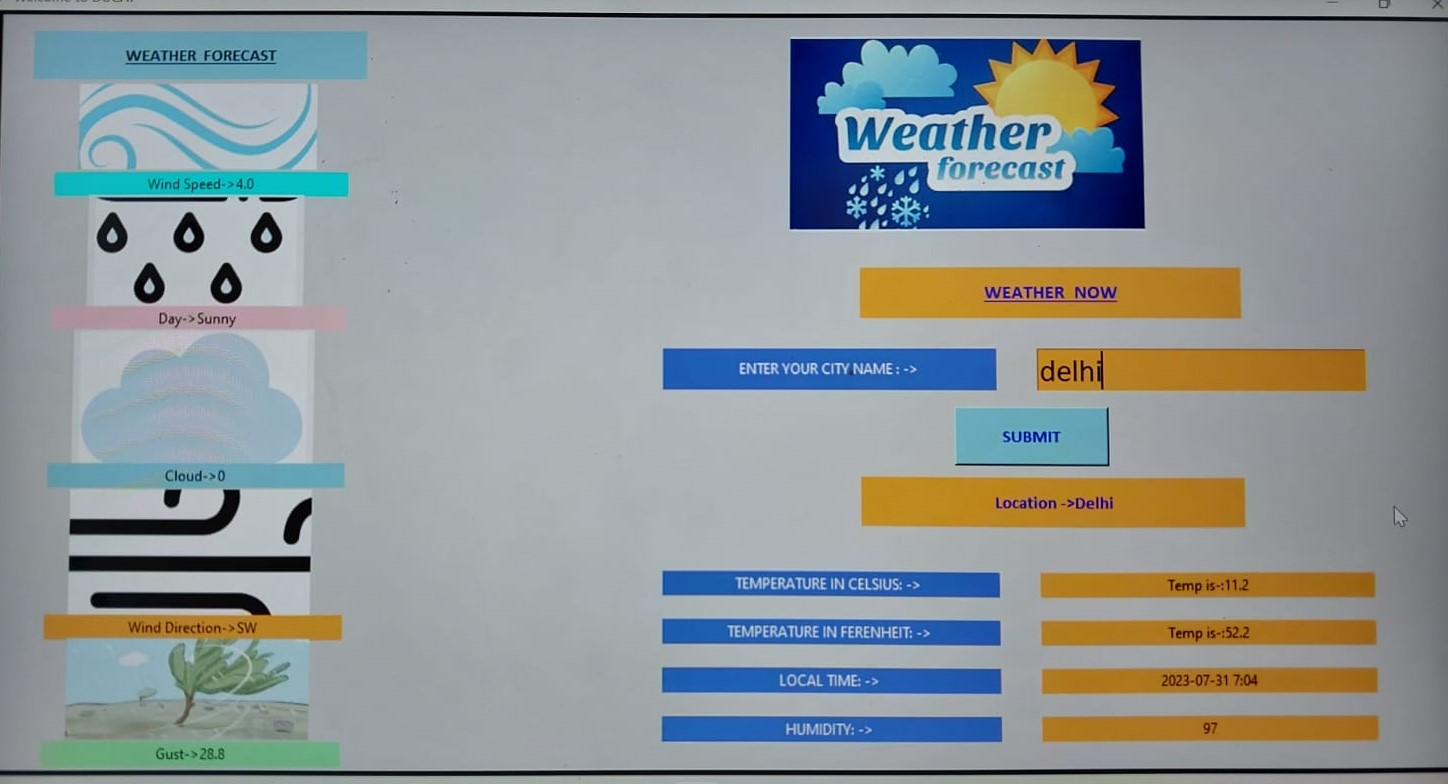 WEATHER FORECAST
Wind Speed->4.0
Day->Sunny
Cloud->0
Wind Direction->SW
Gust->28.8
Weather
forecast
WEATHER NOW
ENTER YOUR CITY NAME : -> delhi
SUBMIT
Location ->Delhi
TEMPERATURE IN CELSIUS: -> Temp is-:11.2
TEMPERATURE IN FERENHEIT: -> Temp is-:52.2
LOCAL TIME: -> 2023-07-31 7:04
HUMIDITY: -> 97